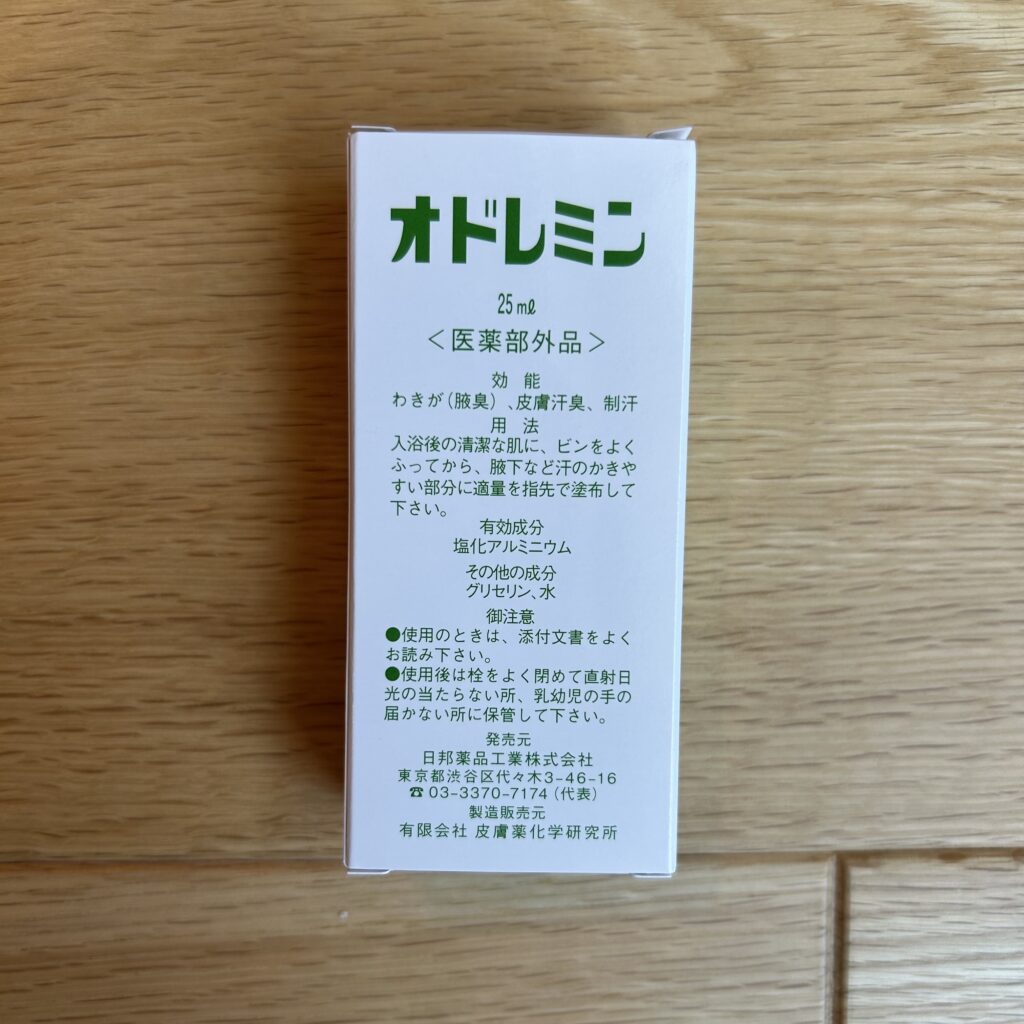 オドレミン
25㎖
＜医薬部外品＞
効 能
わきが（腋臭）、皮膚汗臭、制汗
用 法
入浴後の清潔な肌に、ビンをよく
ふってから、腋下など汗のかきや
すい部分に適量を指先で塗布して
下さい。
有効成分
塩化アルミニウム
その他の成分
グリセリン、水
御注意
●使用のときは、添付文書をよく
お読み下さい。
●使用後は栓をよく閉めて直射日
光の当たらない所、乳幼児の手の
届かない所に保管して下さい。
発売元
日邦薬品工業株式会社
東京都渋谷区代々木3-46-16
☎ 03-3370-7174（代表）
製造販売元
有限会社 皮膚薬化学研究所